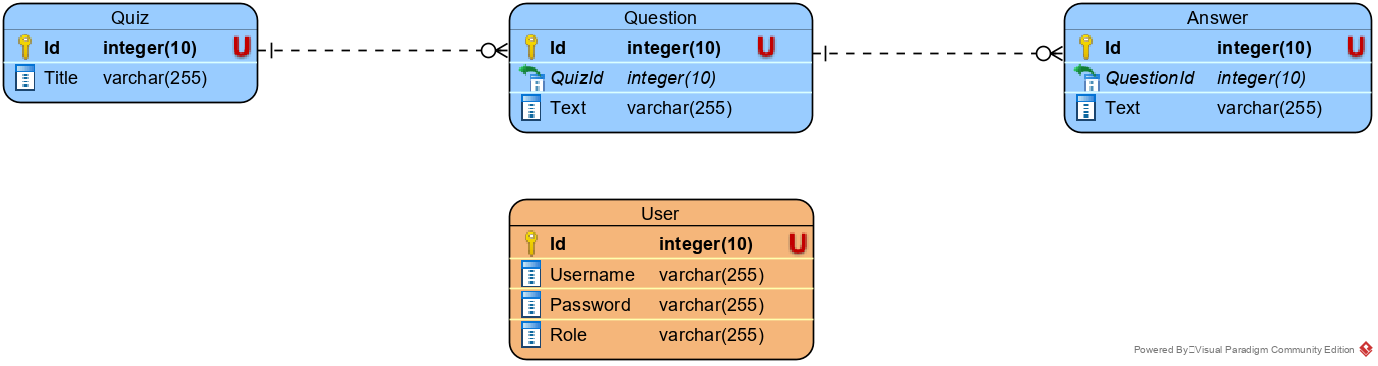 Quiz
Id integer(10) U
Title varchar(255)
Question
Id integer(10) U
QuizId integer(10)
Text varchar(255)
Answer
Id integer(10) U
QuestionId integer(10)
Text varchar(255)
User
Id integer(10) U
Username varchar(255)
Password varchar(255)
Role varchar(255)
Powered By Visual Paradigm Community Edition